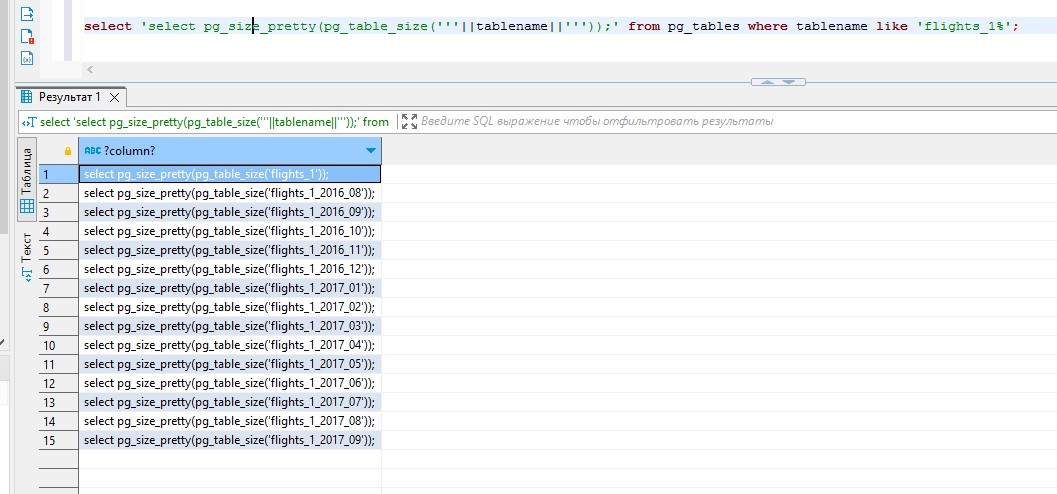 select 'select pg_size_pretty(pg_table_size('''||tablename||'''));' from pg_tables where tablename like 'flights_1%';
Результат 1
select 'select pg_size_pretty(pg_table_size('''||tablename||'''));' from
Введите SQL выражение чтобы отфильтровать результаты
Таблица
Текст
ABC ?column?
1 select pg_size_pretty(pg_table_size('flights_1'));
2 select pg_size_pretty(pg_table_size('flights_1_2016_08'));
3 select pg_size_pretty(pg_table_size('flights_1_2016_09'));
4 select pg_size_pretty(pg_table_size('flights_1_2016_10'));
5 select pg_size_pretty(pg_table_size('flights_1_2016_11'));
6 select pg_size_pretty(pg_table_size('flights_1_2016_12'));
7 select pg_size_pretty(pg_table_size('flights_1_2017_01'));
8 select pg_size_pretty(pg_table_size('flights_1_2017_02'));
9 select pg_size_pretty(pg_table_size('flights_1_2017_03'));
10 select pg_size_pretty(pg_table_size('flights_1_2017_04'));
11 select pg_size_pretty(pg_table_size('flights_1_2017_05'));
12 select pg_size_pretty(pg_table_size('flights_1_2017_06'));
13 select pg_size_pretty(pg_table_size('flights_1_2017_07'));
14 select pg_size_pretty(pg_table_size('flights_1_2017_08'));
15 select pg_size_pretty(pg_table_size('flights_1_2017_09'));